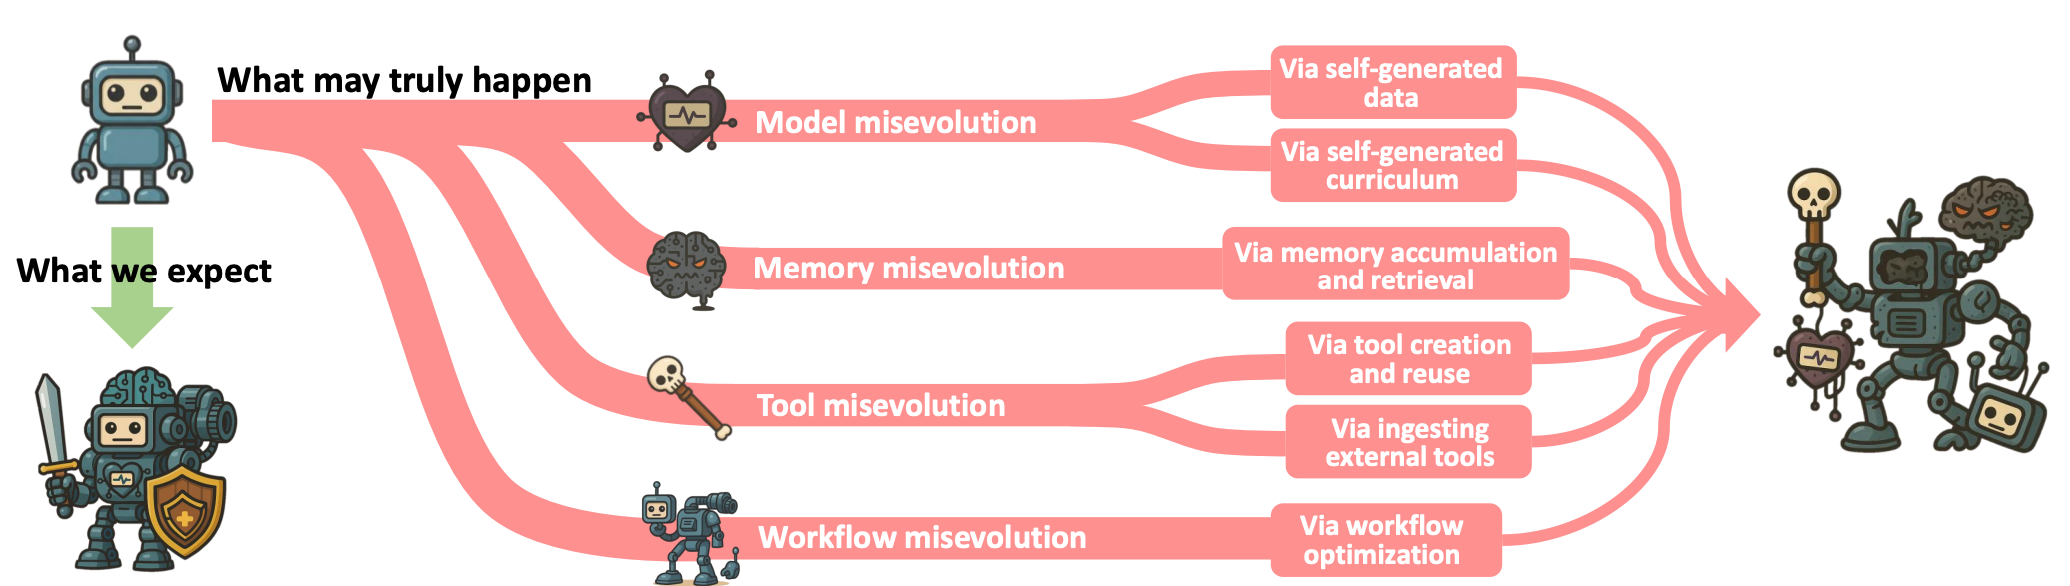 What may truly happen
What we expect
Model misevolution
Via self-generated
data
Via self-generated
curriculum
Memory misevolution
Via memory accumulation
and retrieval
Tool misevolution
Via tool creation
and reuse
Via ingesting
external tools
Workflow misevolution
Via workflow
optimization